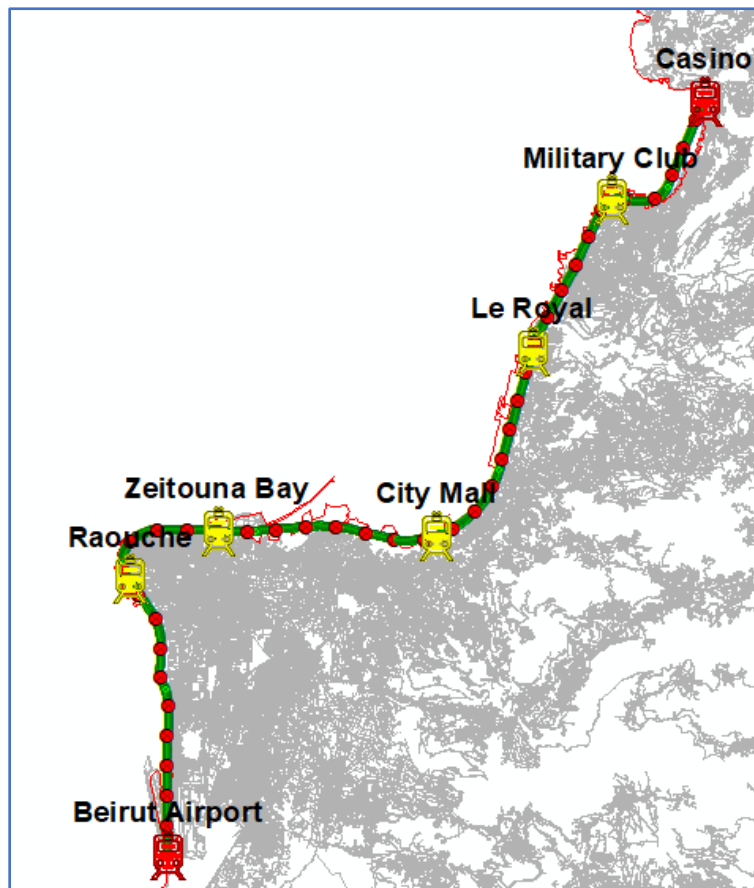 Casino
Military Club
Le Royal
Zeitouna Bay
City Mall
Raouche
Beirut Airport